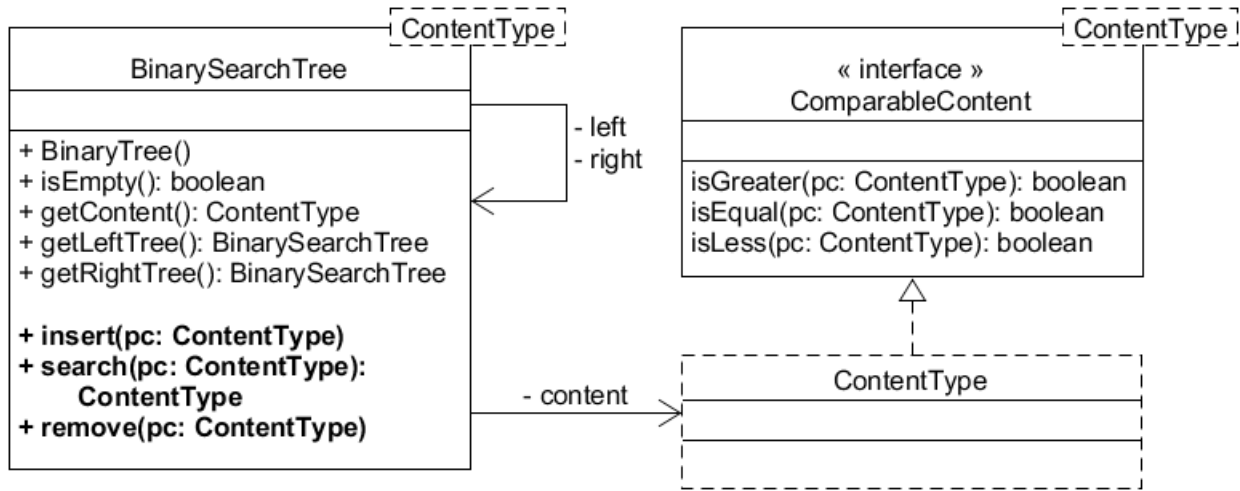 ContentType
BinarySearchTree
+ BinaryTree()
+ isEmpty(): boolean
+ getContent(): ContentType
+ getLeftTree(): BinarySearchTree
+ getRightTree(): BinarySearchTree
+ insert(pc: ContentType)
+ search(pc: ContentType):
ContentType
+ remove(pc: ContentType)
- left
- right
- content
ContentType
« interface »
ComparableContent
isGreater(pc: ContentType): boolean
isEqual(pc: ContentType): boolean
isLess(pc: ContentType): boolean
ContentType